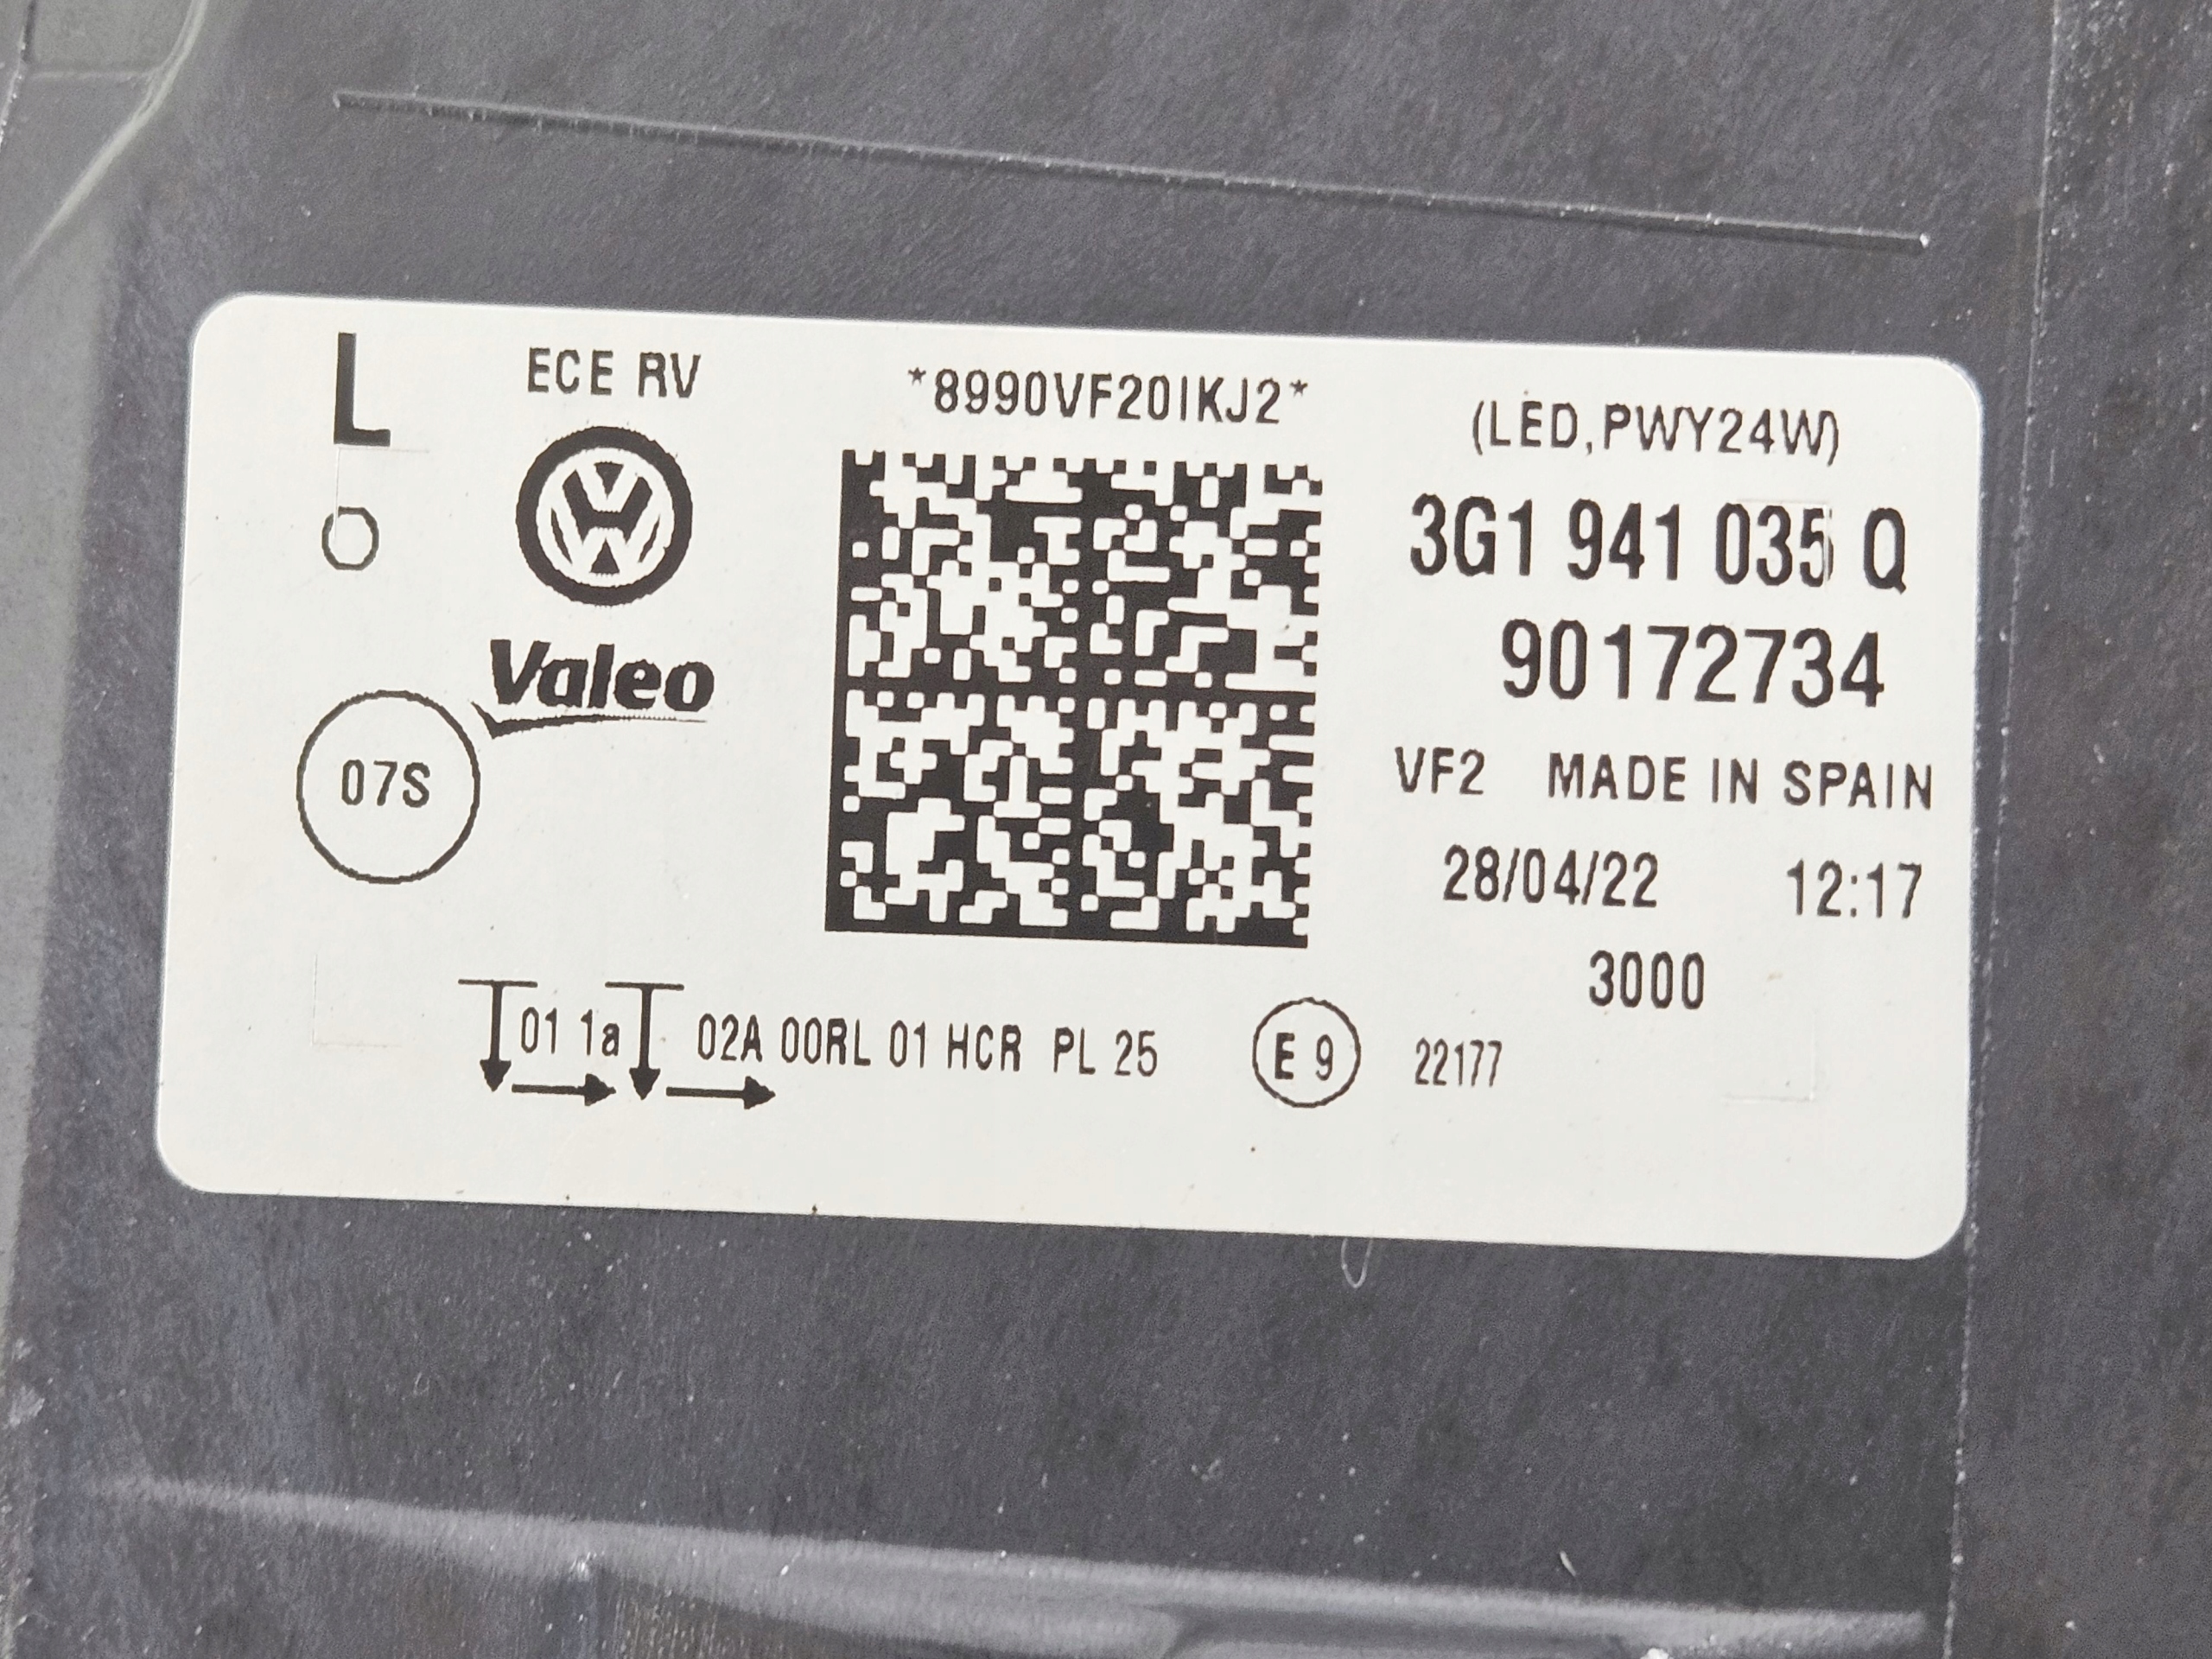 L
ECE RV
*8990VF20IKJ2*
(LED,PWY24W)
3G1 941 035 Q
Valeo
90172734
07S
VF2 MADE IN SPAIN
28/04/22 12:17
3000
01 1a 02A 00RL 01 HCR PL 25
E 9
22177